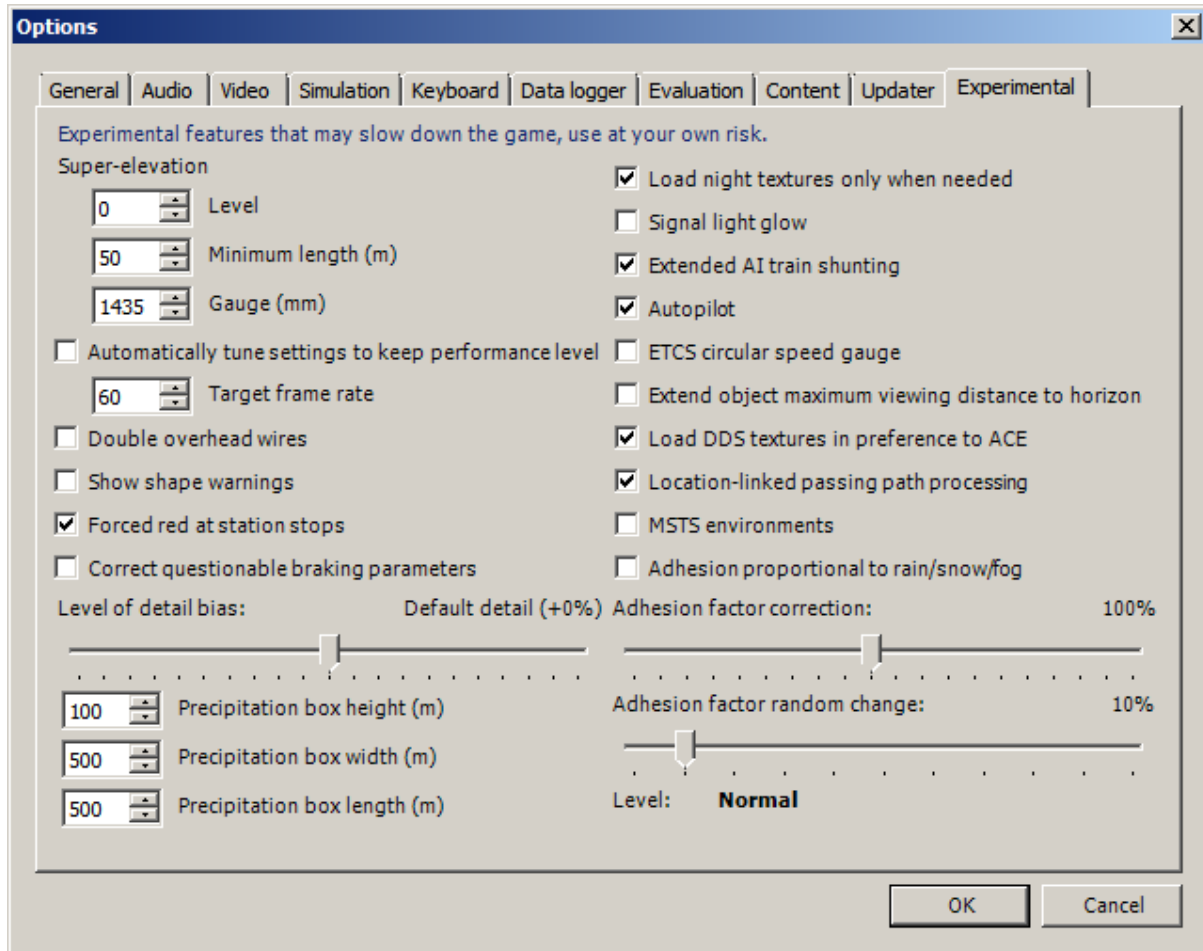 Options
General
Audio
Video
Simulation
Keyboard
Data logger
Evaluation
Content
Updater
Experimental
Experimental features that may slow down the game, use at your own risk.
Super-elevation
0 Level
50 Minimum length (m)
1435 Gauge (mm)
Automatically tune settings to keep performance level
60 Target frame rate
Double overhead wires
Show shape warnings
Forced red at station stops
Correct questionable braking parameters
Level of detail bias: Default detail (+0%)
100 Precipitation box height (m)
500 Precipitation box width (m)
500 Precipitation box length (m)
Load night textures only when needed
Signal light glow
Extended AI train shunting
Autopilot
ETCS circular speed gauge
Extend object maximum viewing distance to horizon
Load DDS textures in preference to ACE
Location-linked passing path processing
MSTS environments
Adhesion proportional to rain/snow/fog
Adhesion factor correction: 100%
Adhesion factor random change: 10%
Level: Normal
OK
Cancel